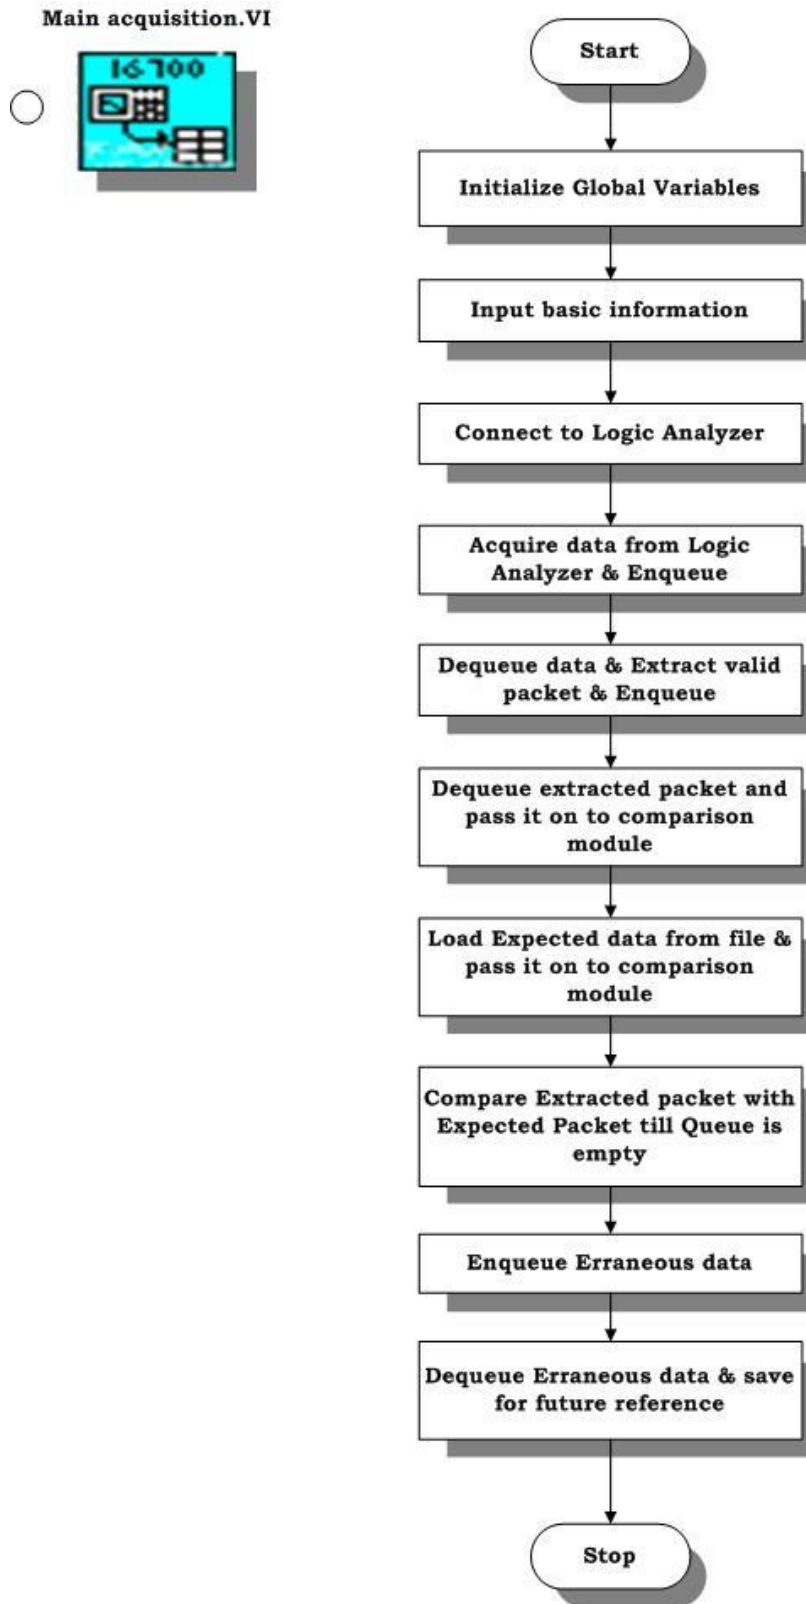 Main acquisition.VI
16700
Start
Initialize Global Variables
Input basic information
Connect to Logic Analyzer
Acquire data from Logic
Analyzer & Enqueue
Dequeue data & Extract valid
packet & Enqueue
Dequeue extracted packet and
pass it on to comparison
module
Load Expected data from file &
pass it on to comparison
module
Compare Extracted packet with
Expected Packet till Queue is
empty
Enqueue Erraneous data
Dequeue Erraneous data & save
for future reference
Stop